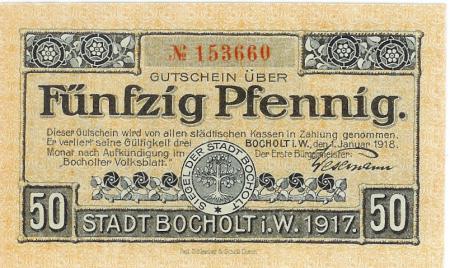 № 153660
GUTSCHEIN ÜBER
Fünfzig Pfennig.
Dieser Gutschein wird von allen städtischen Kassen in Zahlung genommen.
Er verliert seine Gültigkeit drei
Monat nach Aufkündigung im
„Bocholter Volksblatt."
BOCHOLT i.W., den 1. Januar 1918.
Der Erste Bürgermeister:
SIEGEL DER STADT BOCHOLT
50
STADT BOCHOLT i.W. 1917.
50